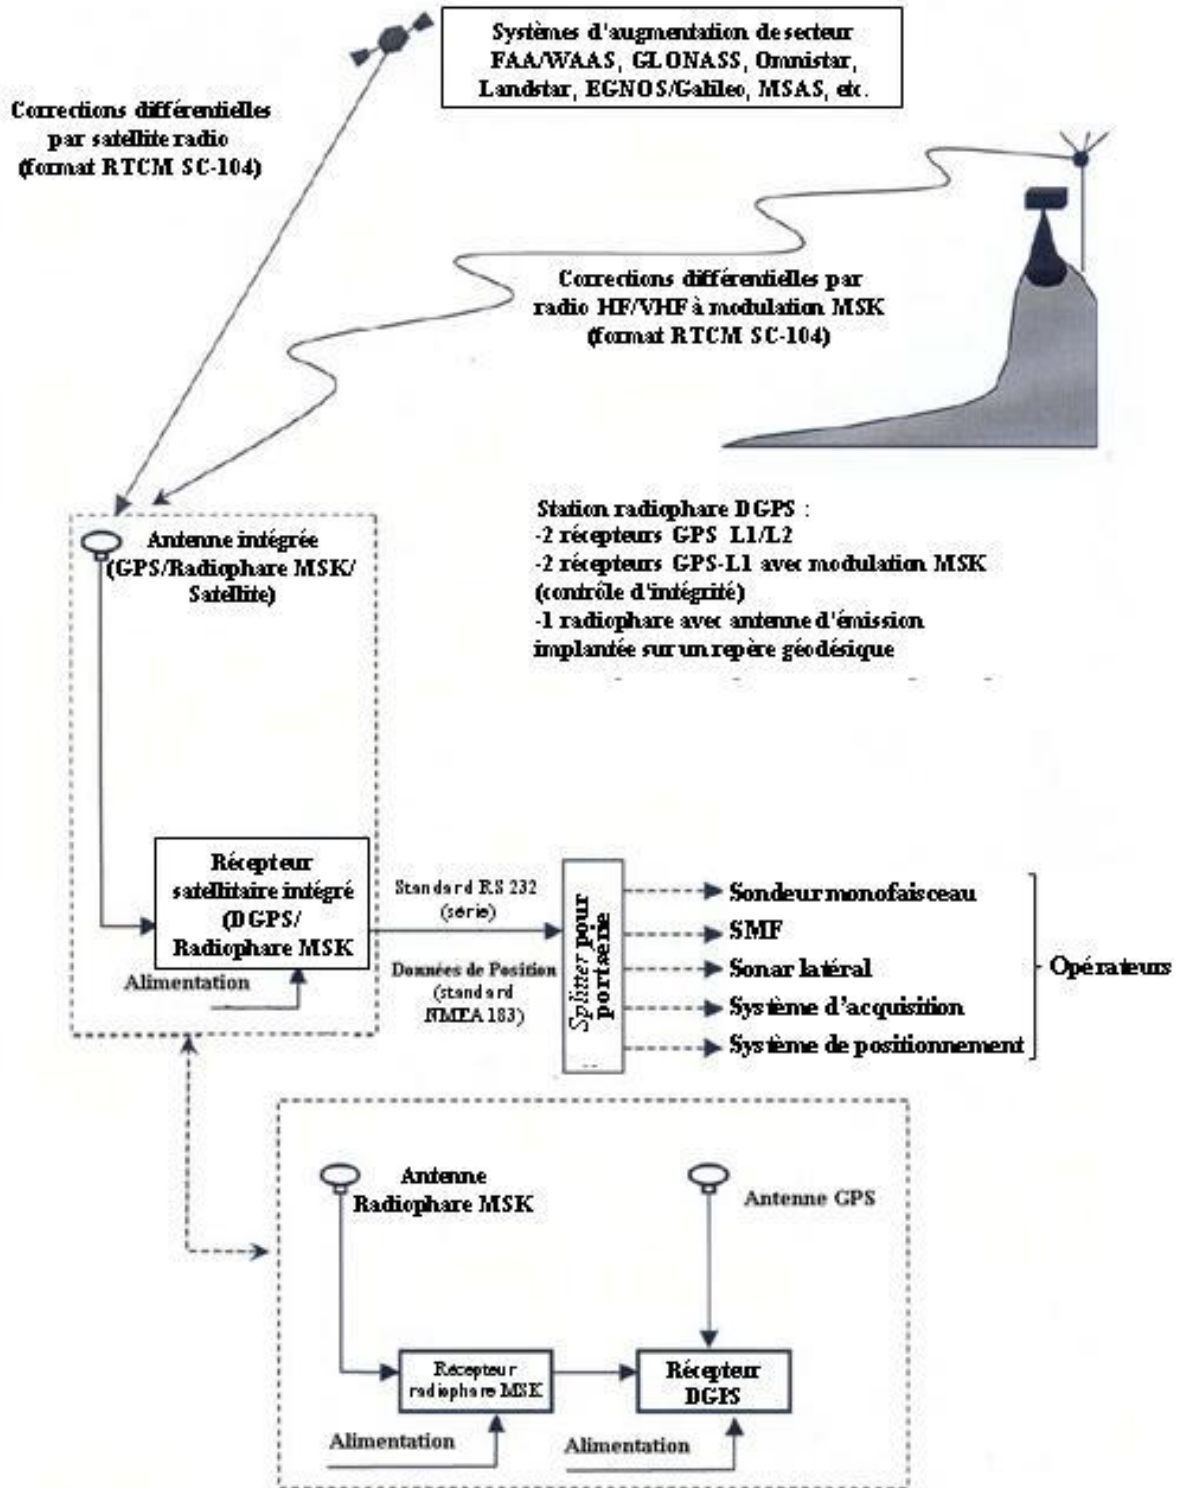 Systèmes d'augmentation de secteur
FAA/WAAS, GLONASS, Omnistar,
Landstar, EGNOS/Galileo, MSAS, etc.
Corrections différentielles
par satellite radio
(format RTCM SC-104)
Corrections différentielles par
radio HF/VHF à modulation MSK
(format RTCM SC-104)
Station radiophare DGPS :
-2 récepteurs GPS L1/L2
-2 récepteurs GPS-L1 avec modulation MSK
(contrôle d'intégrité)
-1 radiophare avec antenne d'émission
implantée sur un repère géodésique
Antenne intégrée
(GPS/Radiophare MSK/
Satellite)
Récepteur
satellitaire intégré
(DGPS/
Radiophare MSK
Alimentation
Standard RS 232
(série)
Données de Position
(standard
NMEA 183)
Splitter pour
port série
Sondeur monofaisceau
SMF
Sonar latéral
Système d'acquisition
Système de positionnement
Opérateurs
Antenne
Radiophare MSK
Antenne GPS
Récepteur
radiophare MSK
Récepteur
DGPS
Alimentation
Alimentation